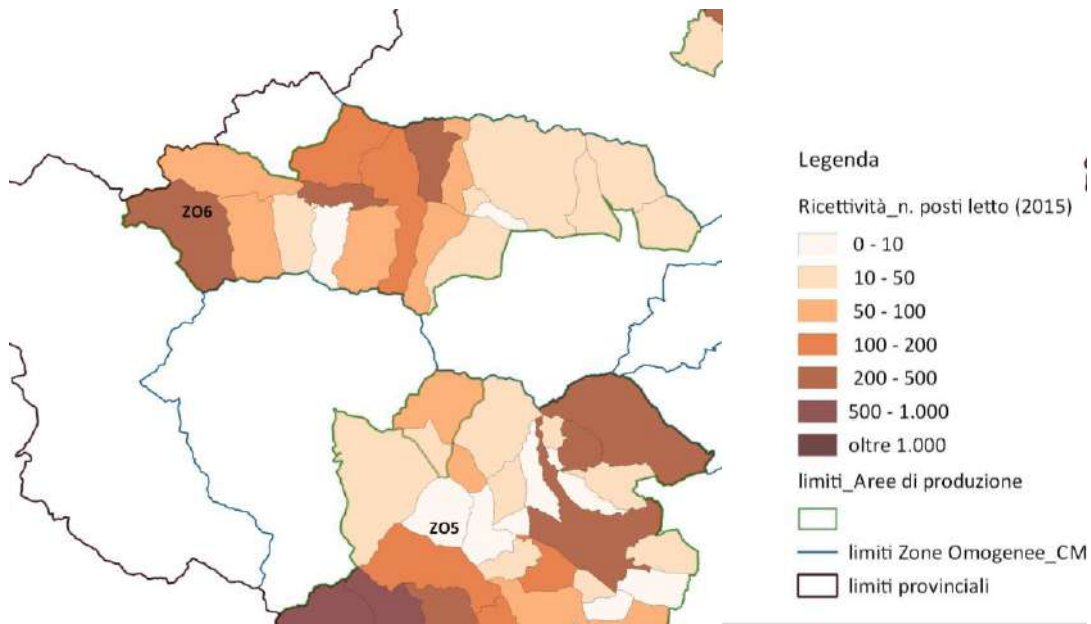 ZO6
ZO5
Legenda
Ricettività_n. posti letto (2015)
0 - 10
10 - 50
50 - 100
100 - 200
200 - 500
500 - 1.000
oltre 1.000
limiti_Aree di produzione
limiti Zone Omogenee_CM
limiti provinciali